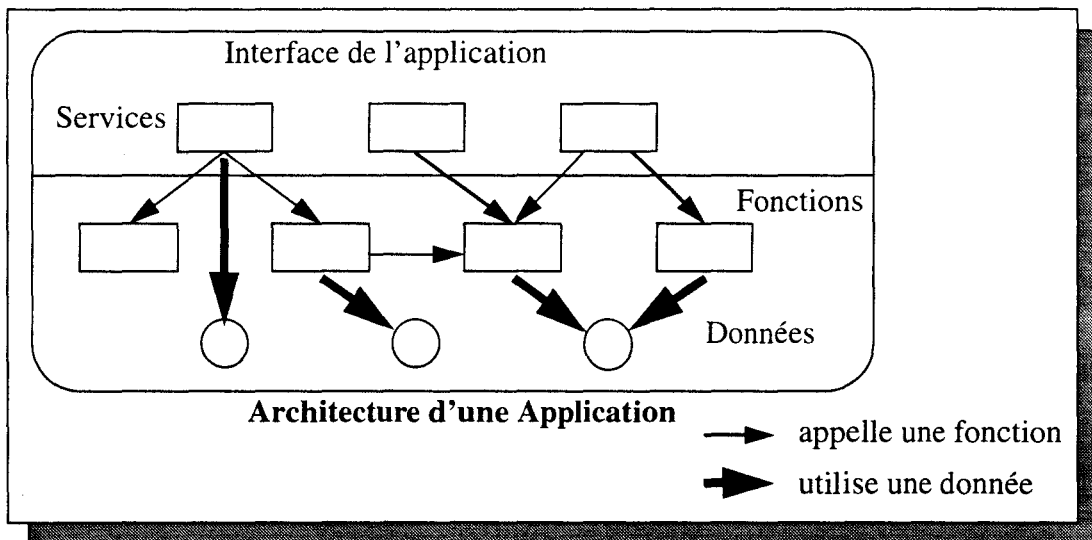 Interface de l'application
Services
Fonctions
Données
Architecture d'une Application
appelle une fonction
utilise une donnée